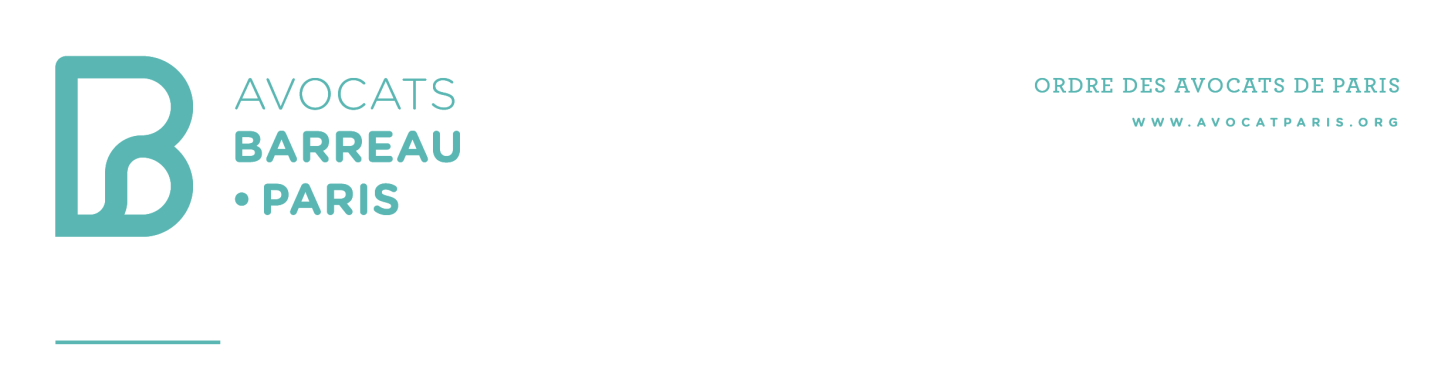 AVOCATS
BARREAU
• PARIS
ORDRE DES AVOCATS DE PARIS
WWW.AVOCATPARIS.ORG